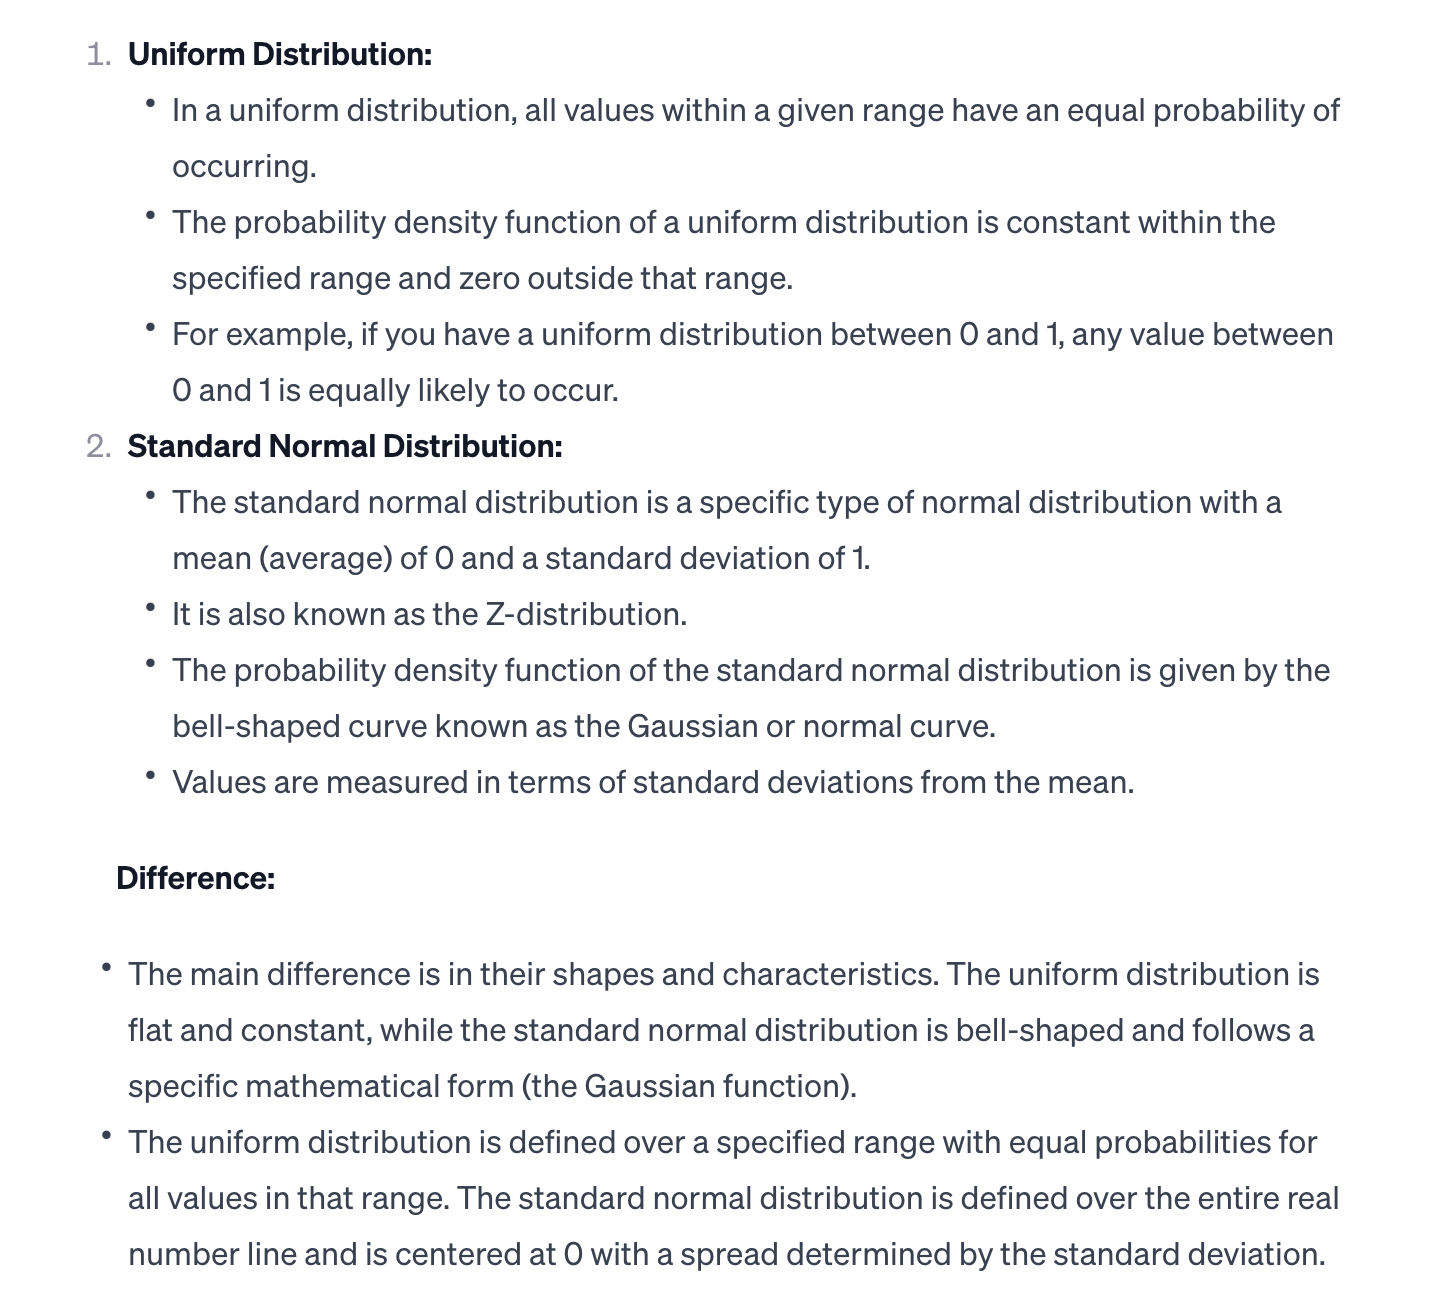 1. Uniform Distribution:
• In a uniform distribution, all values within a given range have an equal probability of
occurring.
• The probability density function of a uniform distribution is constant within the
specified range and zero outside that range.
• For example, if you have a uniform distribution between 0 and 1, any value between
0 and 1 is equally likely to occur.
2. Standard Normal Distribution:
• The standard normal distribution is a specific type of normal distribution with a
mean (average) of 0 and a standard deviation of 1.
• It is also known as the Z-distribution.
• The probability density function of the standard normal distribution is given by the
bell-shaped curve known as the Gaussian or normal curve.
• Values are measured in terms of standard deviations from the mean.
Difference:
• The main difference is in their shapes and characteristics. The uniform distribution is
flat and constant, while the standard normal distribution is bell-shaped and follows a
specific mathematical form (the Gaussian function).
• The uniform distribution is defined over a specified range with equal probabilities for
all values in that range. The standard normal distribution is defined over the entire real
number line and is centered at 0 with a spread determined by the standard deviation.